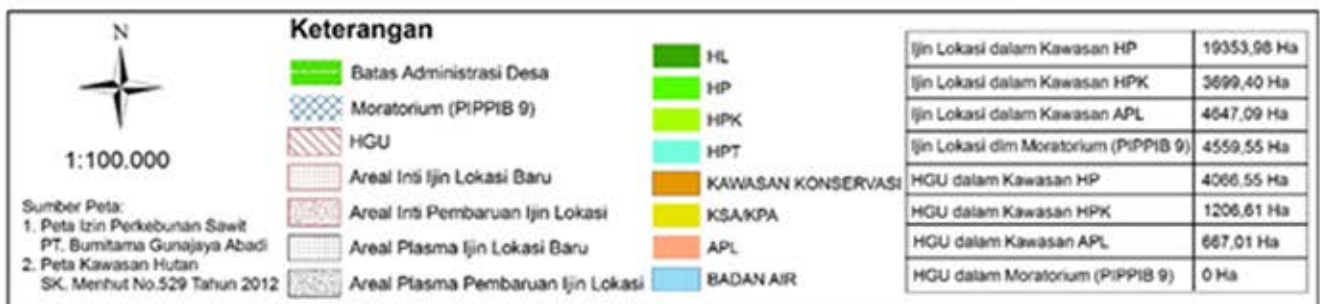 N
1:100.000
Sumber Peta:
1. Peta Izin Perkebunan Sawit
PT. Bumitama Gunajaya Abadi
2. Peta Kawasan Hutan
SK. Menhut No.529 Tahun 2012
Keterangan
Batas Administrasi Desa
Moratorium (PIPPIB 9)
HGU
Areal Inti Ijin Lokasi Baru
Areal Inti Pembaruan Ijin Lokasi
Areal Plasma Ijin Lokasi Baru
Areal Plasma Pembaruan Ijin Lokasi
HL
HP
HPK
HPT
KAWASAN KONSERVASI
KSA/KPA
APL
BADAN AIR
Ijin Lokasi dalam Kawasan HP 19353,98 Ha
Ijin Lokasi dalam Kawasan HPK 3699,40 Ha
Ijin Lokasi dalam Kawasan APL 4647,09 Ha
Ijin Lokasi dlm Moratorium (PIPPIB 9) 4559,55 Ha
HGU dalam Kawasan HP 4066,55 Ha
HGU dalam Kawasan HPK 1206,61 Ha
HGU dalam Kawasan APL 667,01 Ha
HGU dalam Moratorium (PIPPIB 9) 0 Ha